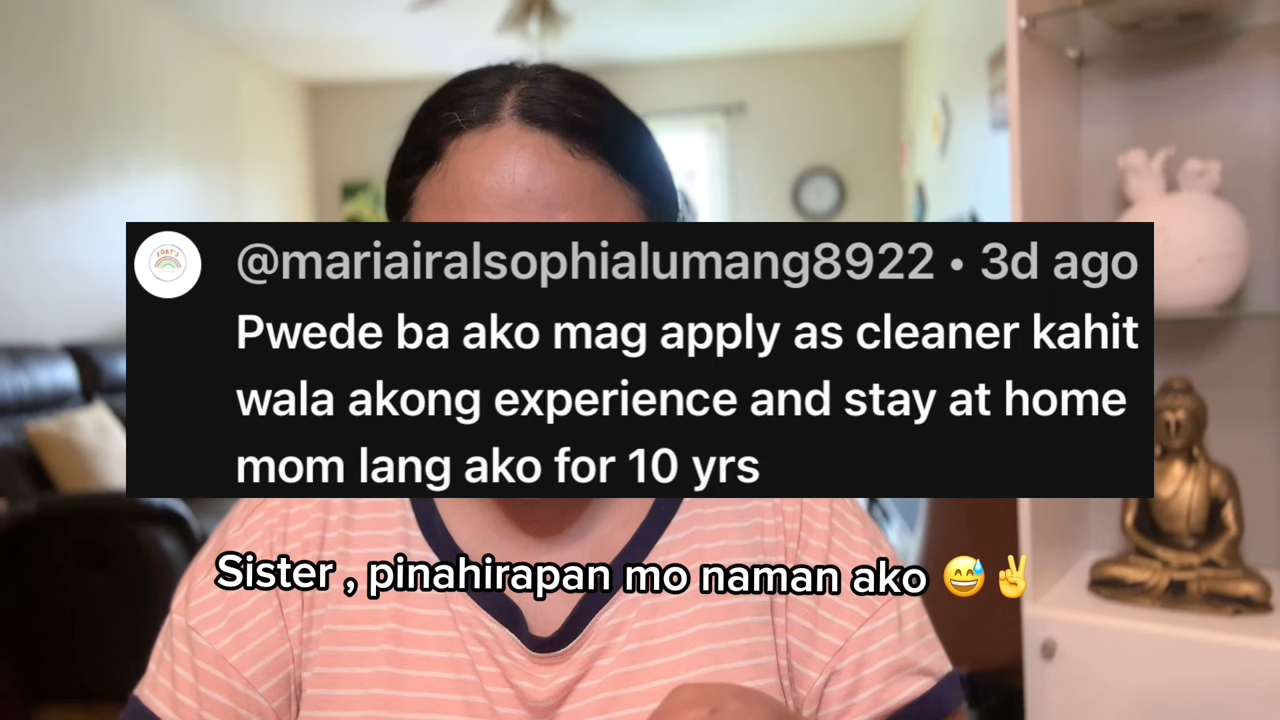 @mariairalsophialumang8922 • 3d ago
Pwede ba ako mag apply as cleaner kahit
wala akong experience and stay at home
mom lang ako for 10 yrs
Sister , pinahirapan mo naman ako 😅✌️